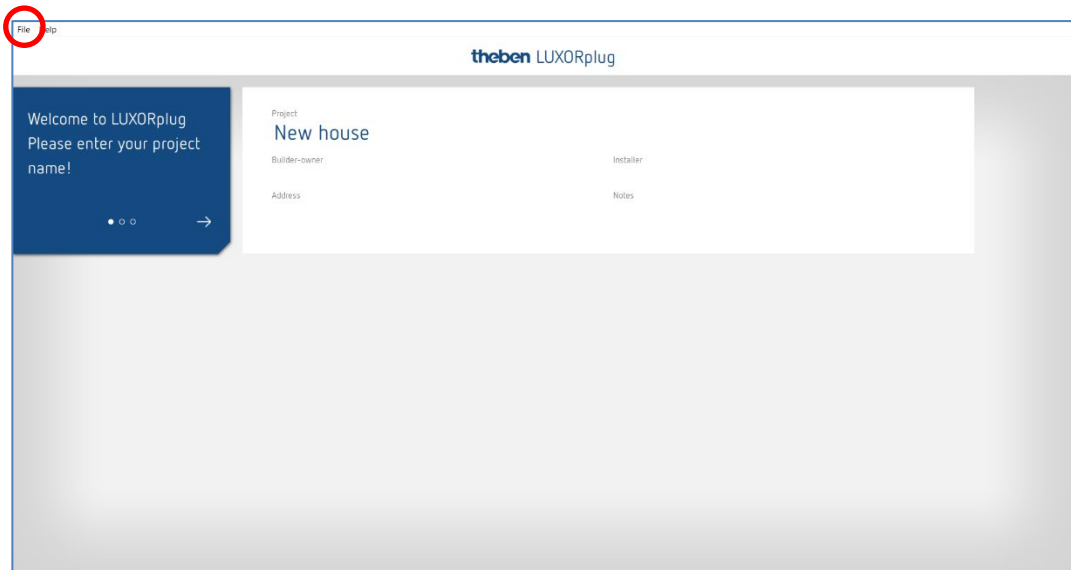 File
theben LUXORplug
Welcome to LUXORplug
Please enter your project
name!
Project
New house
Builder-owner
Installer
Address
Notes